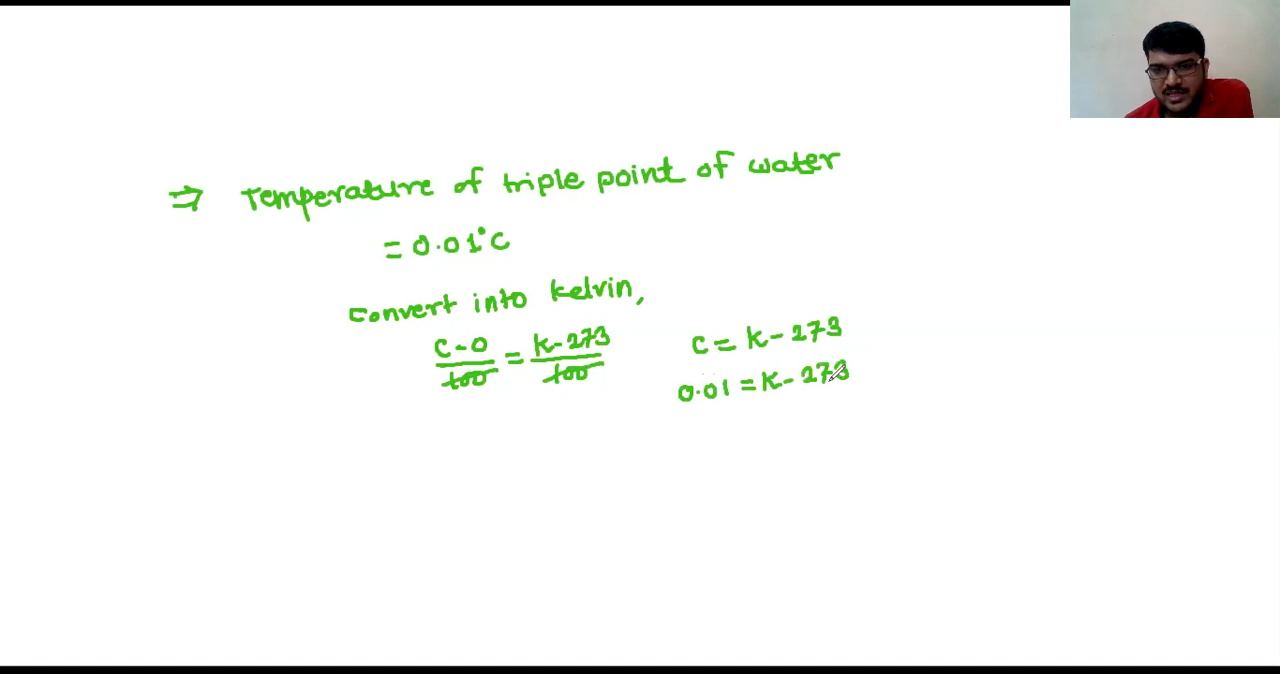 ⇒ Temperature of triple point of water
= 0.01°C
convert into kelvin,
C-0/100 = K-273/100
C = K-273
0.01 = K-273